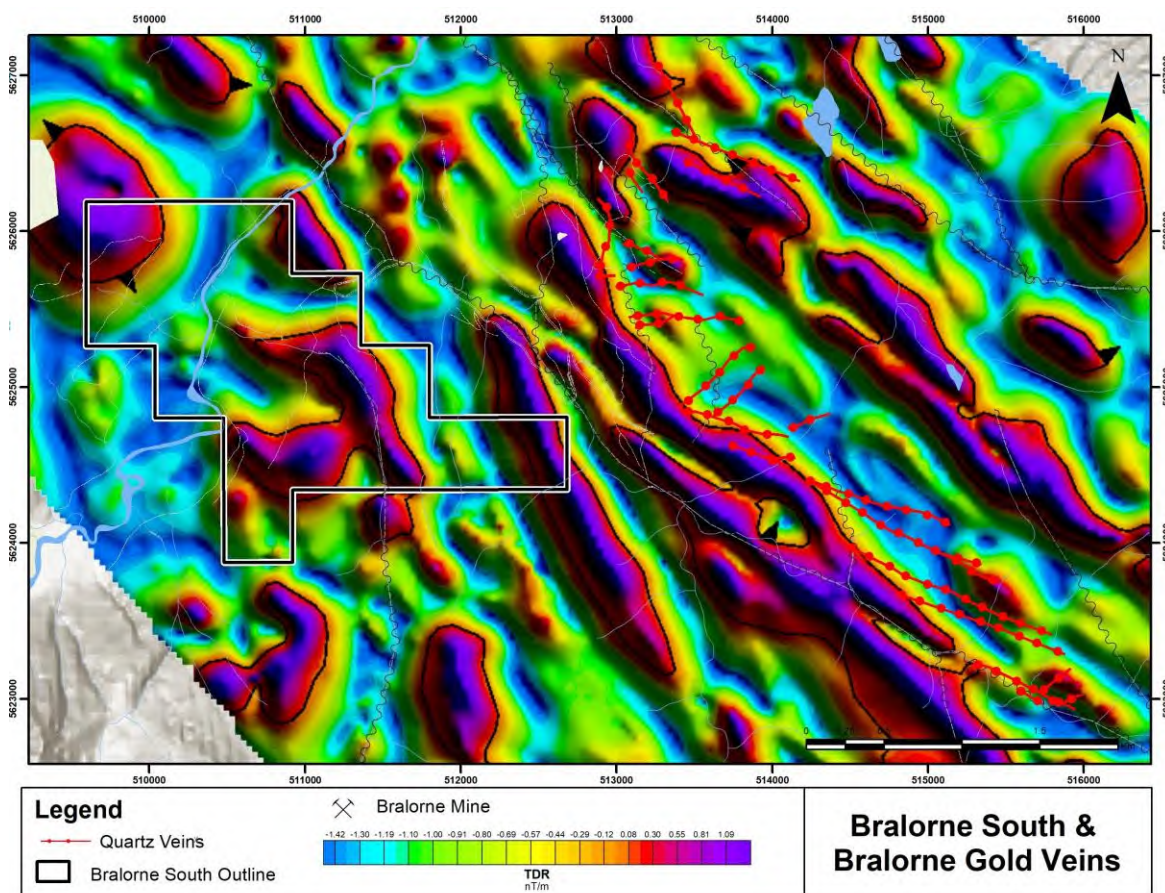 510000 511000 512000 513000 514000 515000 516000
N
5627000
5626000
5625000
5624000
5623000
0 15
510000 511000 512000 513000 514000 515000 516000
Legend
Quartz Veins
Bralorne South Outline
Bralorne Mine
-1.42 -1.30 -1.19 -1.10 -1.00 -0.91 -0.80 -0.69 -0.57 -0.44 -0.29 -0.12 0.08 0.30 0.55 0.81 1.09
TDR
nT/m
Bralorne South &
Bralorne Gold Veins